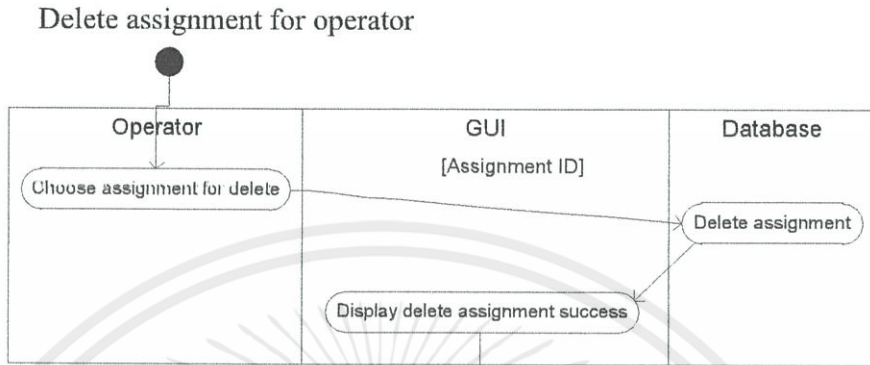 Delete assignment for operator
Operator
GUI
Database
[Assignment ID]
Choose assignment for delete
Delete assignment
Display delete assignment success